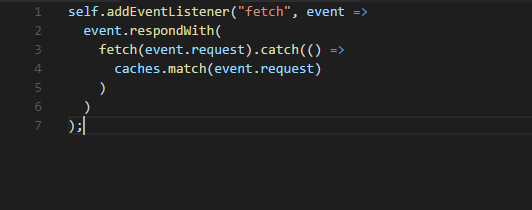 1 self.addEventListener("fetch", event =>
2   event.respondWith(
3     fetch(event.request).catch(() =>
4       caches.match(event.request)
5     )
6   )
7 );